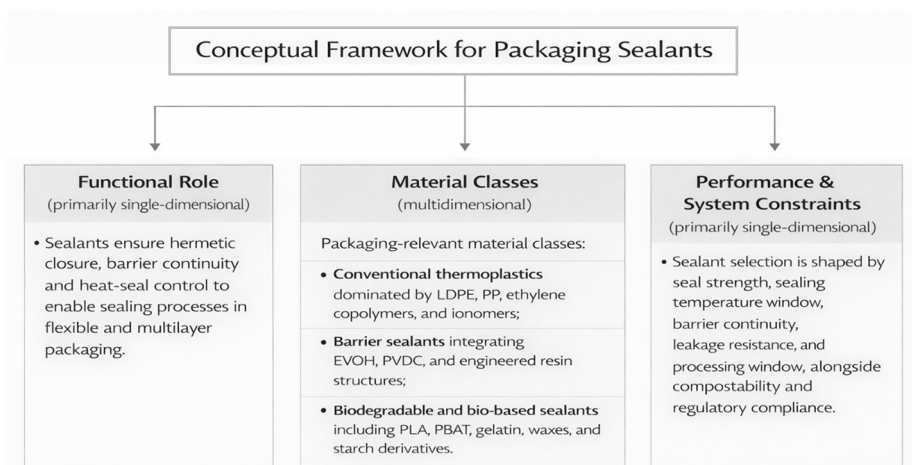 Conceptual Framework for Packaging Sealants
Functional Role
(primarily single-dimensional)
• Sealants ensure hermetic
closure, barrier continuity
and heat-seal control to
enable sealing processes in
flexible and multilayer
packaging.
Material Classes
(multidimensional)
Packaging-relevant material classes:
• Conventional thermoplastics
dominated by LDPE, PP, ethylene
copolymers, and ionomers;
• Barrier sealants integrating
EVOH, PVDC, and engineered resin
structures;
• Biodegradable and bio-based sealants
including PLA, PBAT, gelatin, waxes, and
starch derivatives.
Performance &
System Constraints
(primarily single-dimensional)
• Sealant selection is shaped by
seal strength, sealing
temperature window,
barrier continuity,
leakage resistance, and
processing window, alongside
compostability and
regulatory compliance.